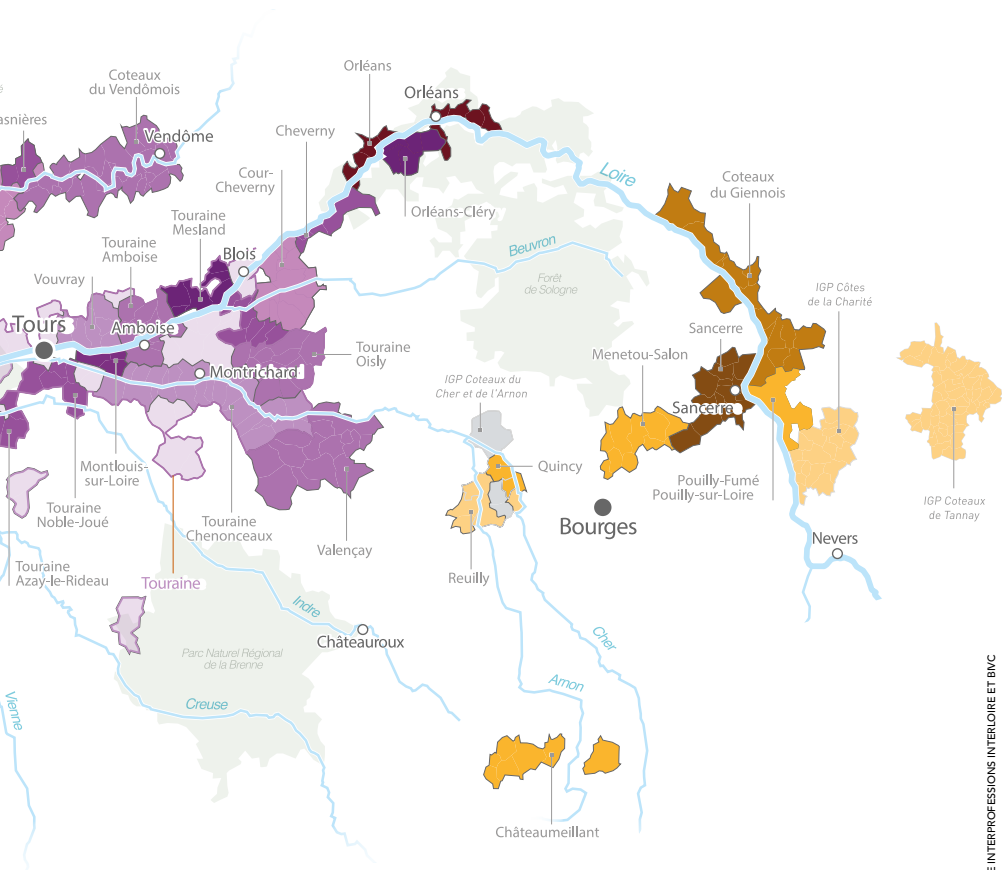 Orléans
Coteaux
du Vendômois
Orléans
asnières
Cheverny
Vendôme
Loire
Cour-
Cheverny
Coteaux
du Giennois
Orléans-Cléry
Touraine
Mesland
Touraine
Amboise
Blois
Beuvron
Vouvray
Forêt
de Sologne
IGP Côtes
de la Charité
Tours
Amboise
Sancerre
Touraine
Oisly
Menetou-Salon
Montrichard
IGP Coteaux du
Cher et de l'Arnon
Sancerre
Quincy
Montlouis-
sur-Loire
Pouilly-Fumé
Pouilly-sur-Loire
IGP Coteaux
de Tannay
Touraine
Noble-Joué
Touraine
Chenonceaux
Bourges
Valençay
Nevers
Touraine
Azay-le-Rideau
Touraine
Reuilly
Indre
Châteauroux
Cher
Parc Naturel Régional
de la Brenne
Arnon
Creuse
Vienne
Châteaumeillant
E INTERPROFESSIONS INTERLOIRE ET BIVC